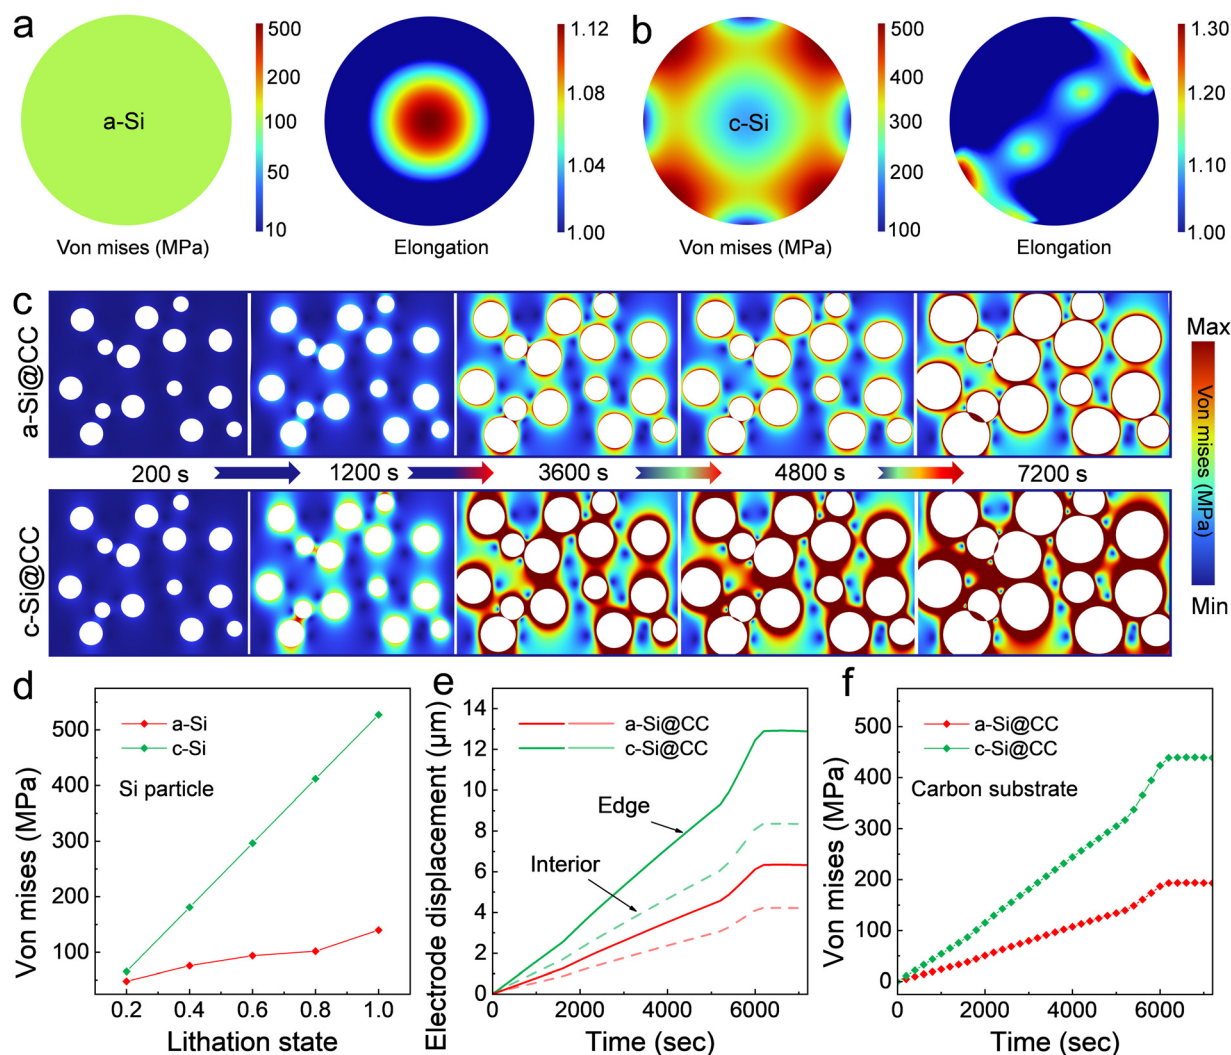 a
a-Si
Von mises (MPa)
500
200
100
50
10
Elongation
1.12
1.08
1.04
1.00
b
c-Si
Von mises (MPa)
500
400
300
200
100
Elongation
1.30
1.20
1.10
1.00
c
a-Si@CC
200 s
1200 s
3600 s
4800 s
7200 s
c-Si@CC
Max
Von mises (MPa)
Min
d
Von mises (MPa)
500
400
300
200
100
a-Si
c-Si
Si particle
0.2
0.4
0.6
0.8
1.0
Lithation state
e
Electrode displacement (μm)
14
12
10
8
6
4
2
0
a-Si@CC
c-Si@CC
Edge
Interior
0
2000
4000
6000
Time (sec)
f
Von mises (MPa)
500
400
300
200
100
0
a-Si@CC
c-Si@CC
Carbon substrate
0
2000
4000
6000
Time (sec)